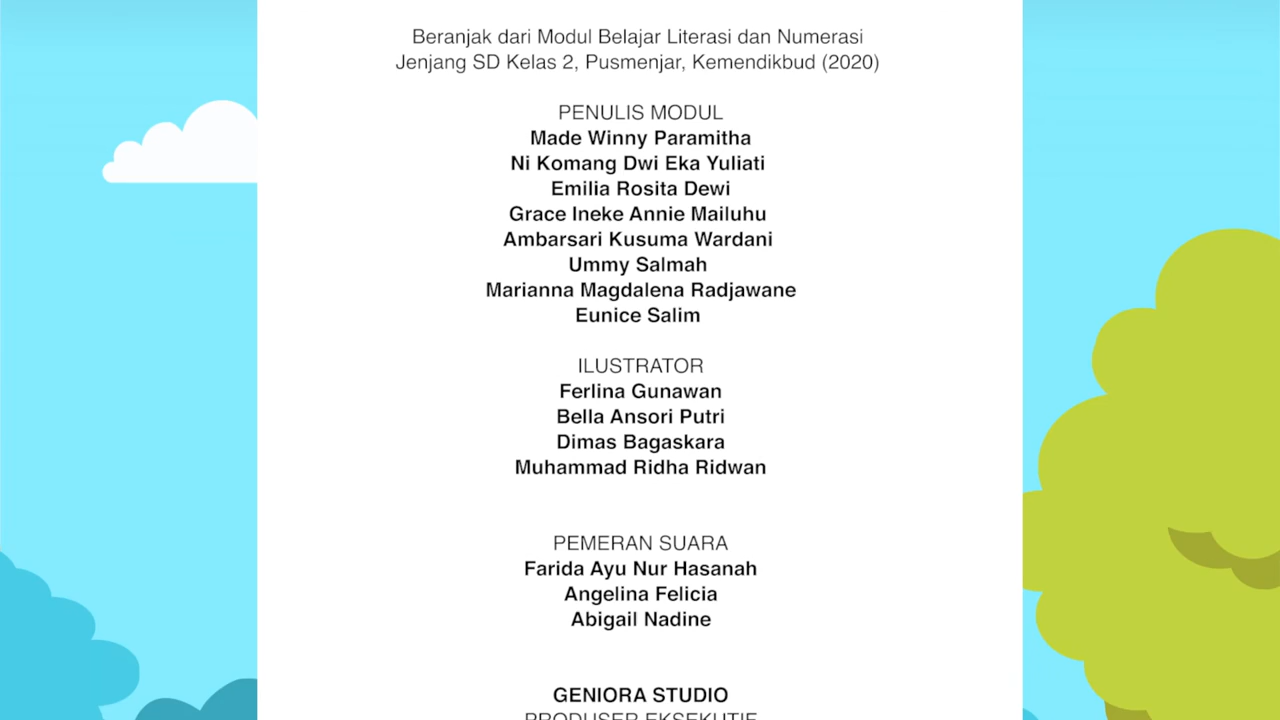 Beranjak dari Modul Belajar Literasi dan Numerasi
Jenjang SD Kelas 2, Pusmenjar, Kemendikbud (2020)
PENULIS MODUL
Made Winny Paramitha
Ni Komang Dwi Eka Yuliati
Emilia Rosita Dewi
Grace Ineke Annie Mailuhu
Ambarsari Kusuma Wardani
Ummy Salmah
Marianna Magdalena Radjawane
Eunice Salim
ILUSTRATOR
Ferlina Gunawan
Bella Ansori Putri
Dimas Bagaskara
Muhammad Ridha Ridwan
PEMERAN SUARA
Farida Ayu Nur Hasanah
Angelina Felicia
Abigail Nadine
GENIORA STUDIO
PRODUSER EKSEKUTIF